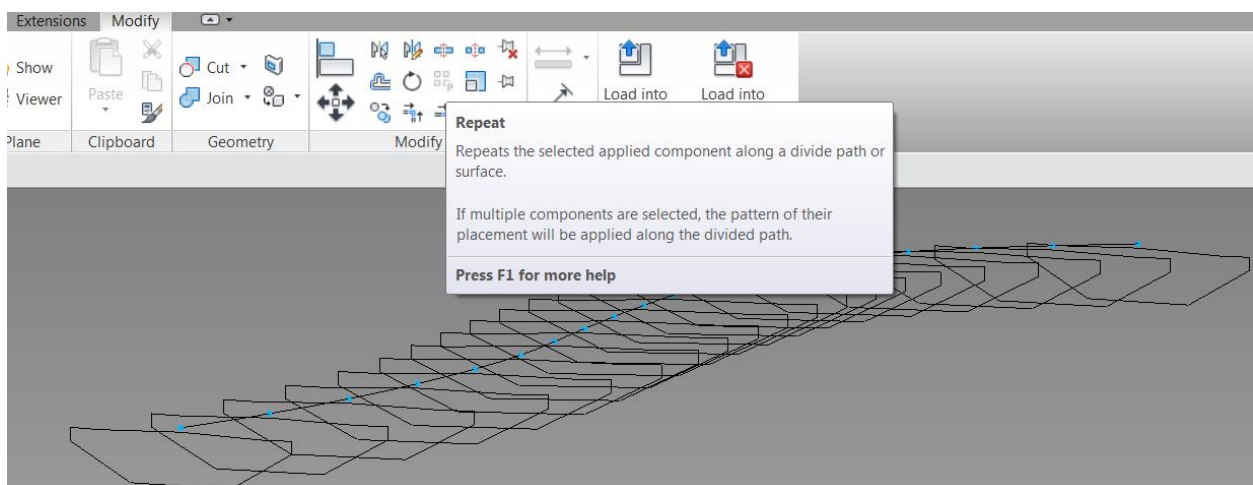 Extensions Modify
Show
Viewer
Paste
Cut
Join
Load into
Load into
Plane
Clipboard
Geometry
Modify
Repeat
Repeats the selected applied component along a divide path or
surface.
If multiple components are selected, the pattern of their
placement will be applied along the divided path.
Press F1 for more help